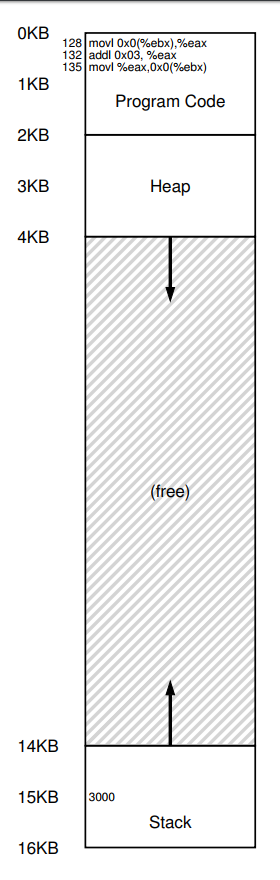 0KB
128 movl 0x0(%ebx),%eax
132 addl 0x03, %eax
135 movl %eax,0x0(%ebx)
1KB
Program Code
2KB
3KB Heap
4KB
(free)
14KB
15KB 3000
Stack
16KB